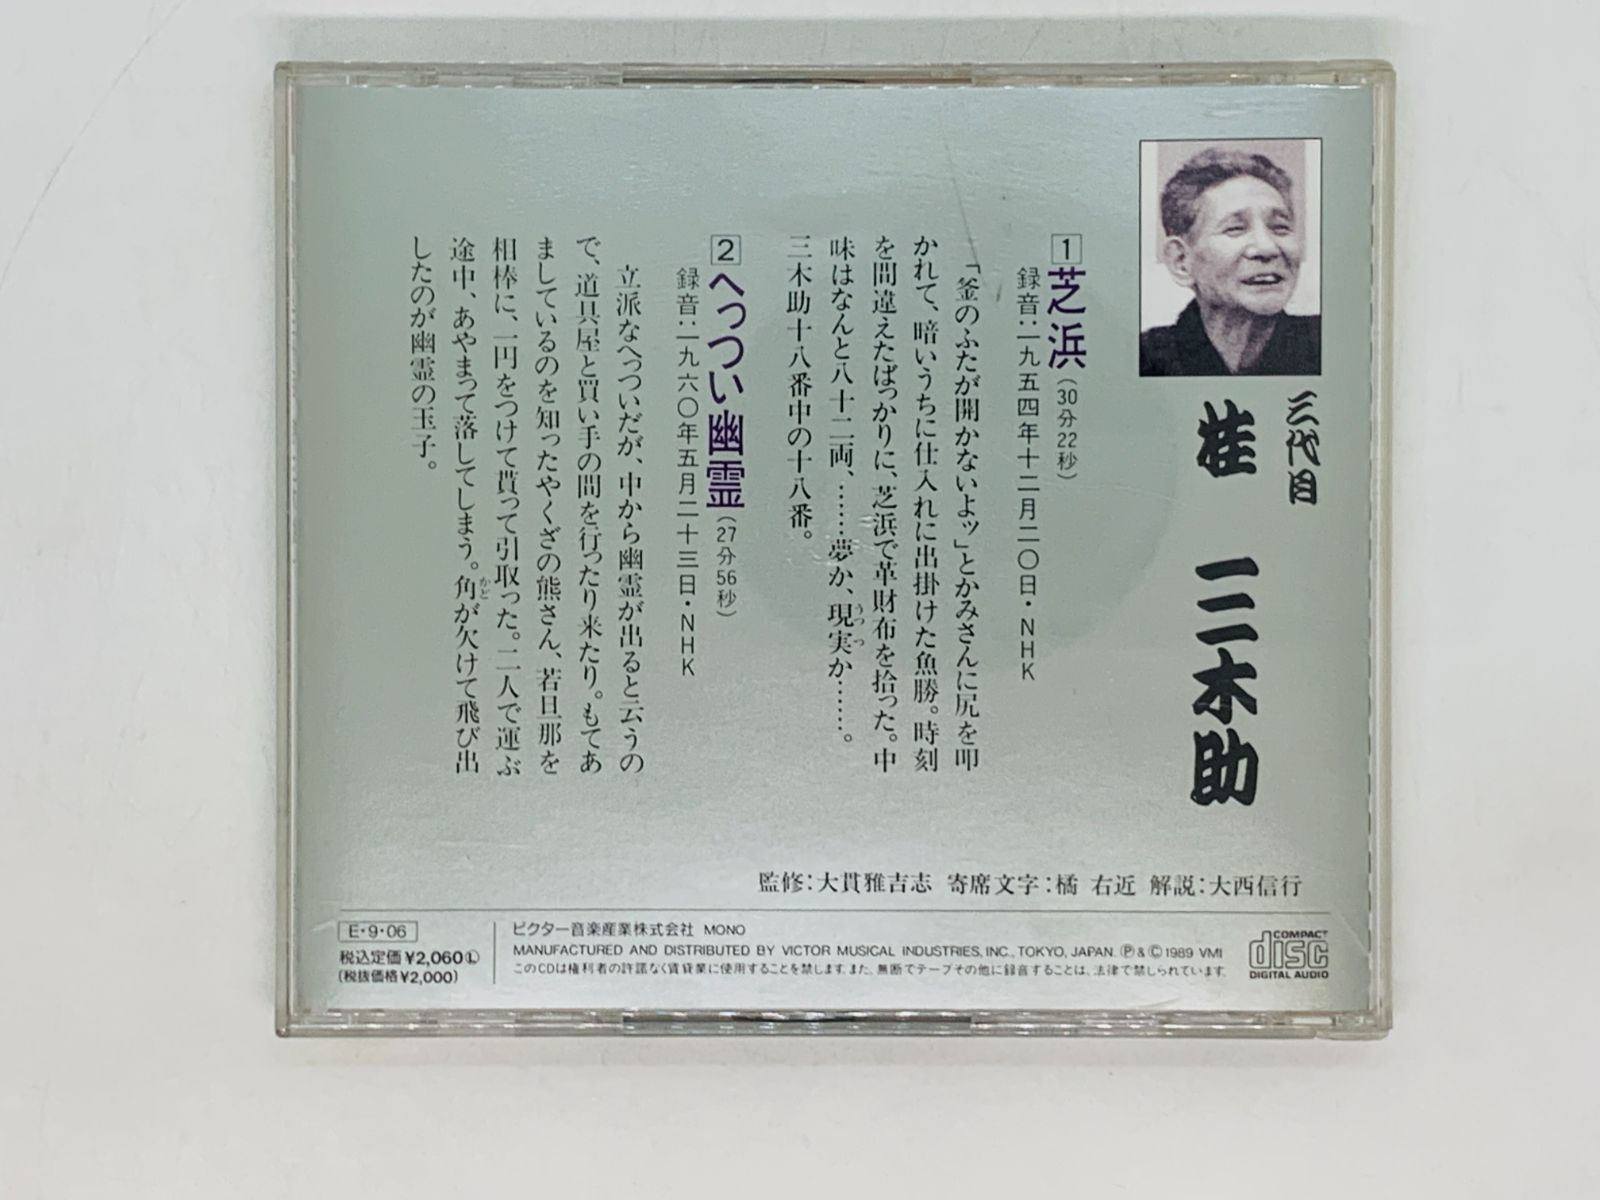 三代目
桂 三木助
1 芝浜(30分22秒)
録音:一九五四年十二月二〇日・NHK
「釜のふたが開かないよッ」とかみさんに尻を叩
かれて、暗いうちに仕入れに出掛けた魚勝。時刻
を間違えたばっかりに、芝浜で革財布を拾った。中
味はなんと八十二両、……夢か、現実か……。
うつつ
三木助十八番中の十八番。
2 へっつい幽霊(27分56秒)
録音:一九六〇年五月二十三日・NHK
立派なへっついだが、中から幽霊が出ると云うの
で、道具屋と買い手の間を行ったり来たり。もてあ
ましているのを知ったやくざの熊さん、若旦那を
相棒に、一円をつけて貰って引取った。二人で運ぶ
途中、あやまって落してしまう。角が欠けて飛び出
かど
したのが幽霊の玉子。
監修:大貫雅吉志 寄席文字:橘 右近 解説:大西信行
E・9・06
税込定価¥2,060Ⓛ
(税抜価格¥2,000)
ビクター音楽産業株式会社 MONO
MANUFACTURED AND DISTRIBUTED BY VICTOR MUSICAL INDUSTRIES, INC., TOKYO, JAPAN. Ⓟ&Ⓒ1989 VMI
このCDは権利者の許諾なく賃貸業に使用することを禁じます。また、無断でテープその他に録音することは、法律で禁じられています。
COMPACT
disc
DIGITAL AUDIO